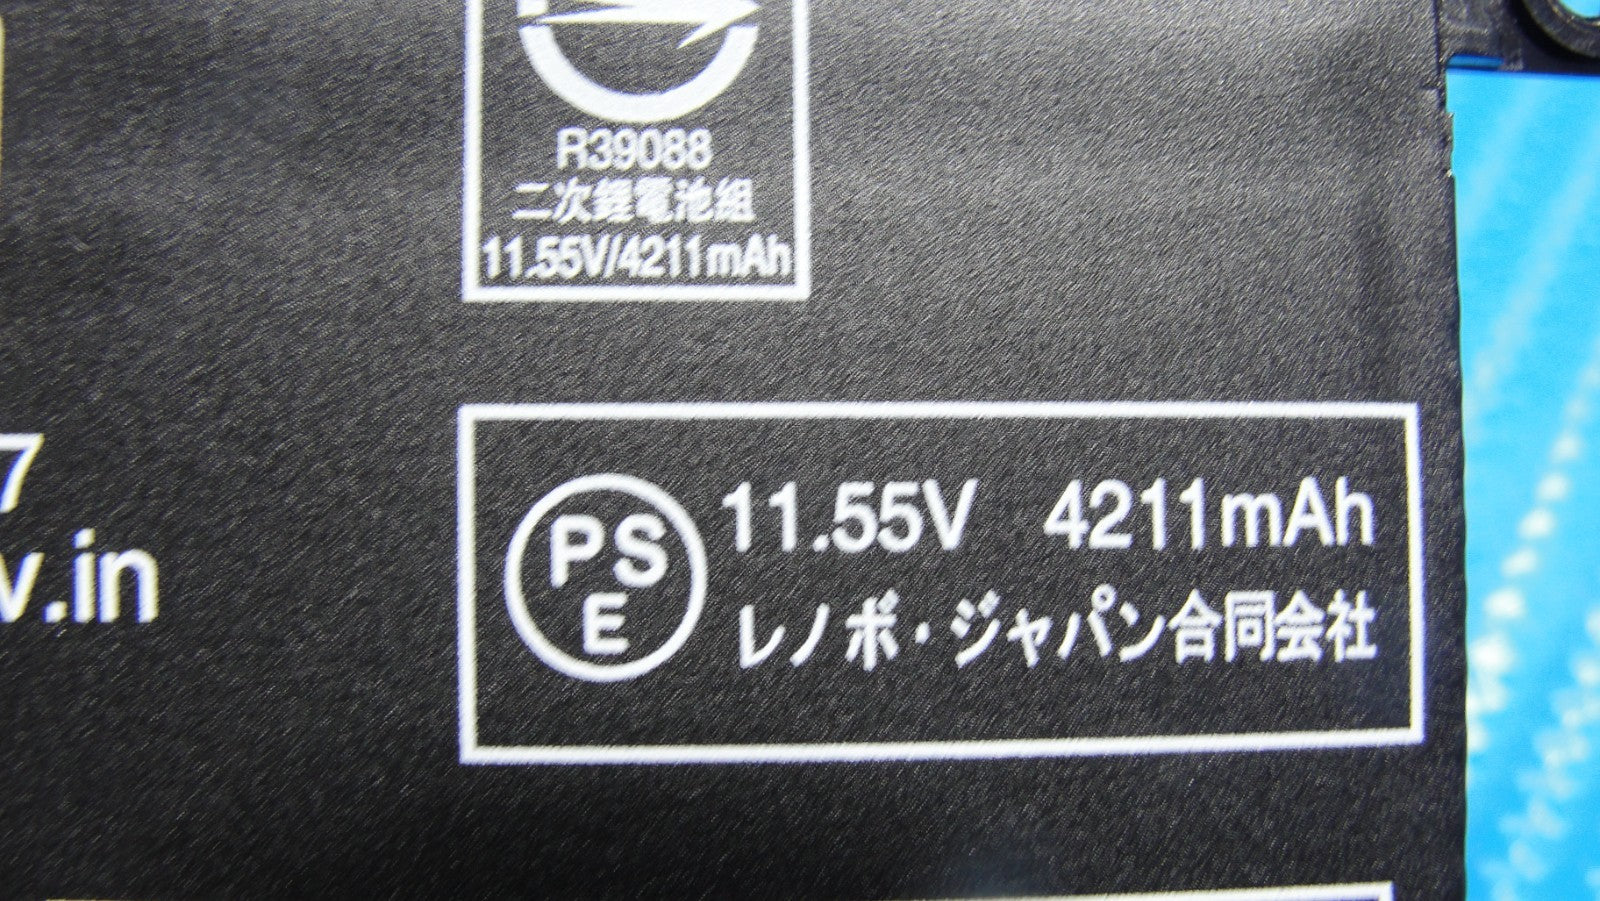 R39088
二次鋰電池組
11.55V/4211mAh
7
v.in
PS
E
11.55V 4211mAh
レノボ・ジャパン合同会社